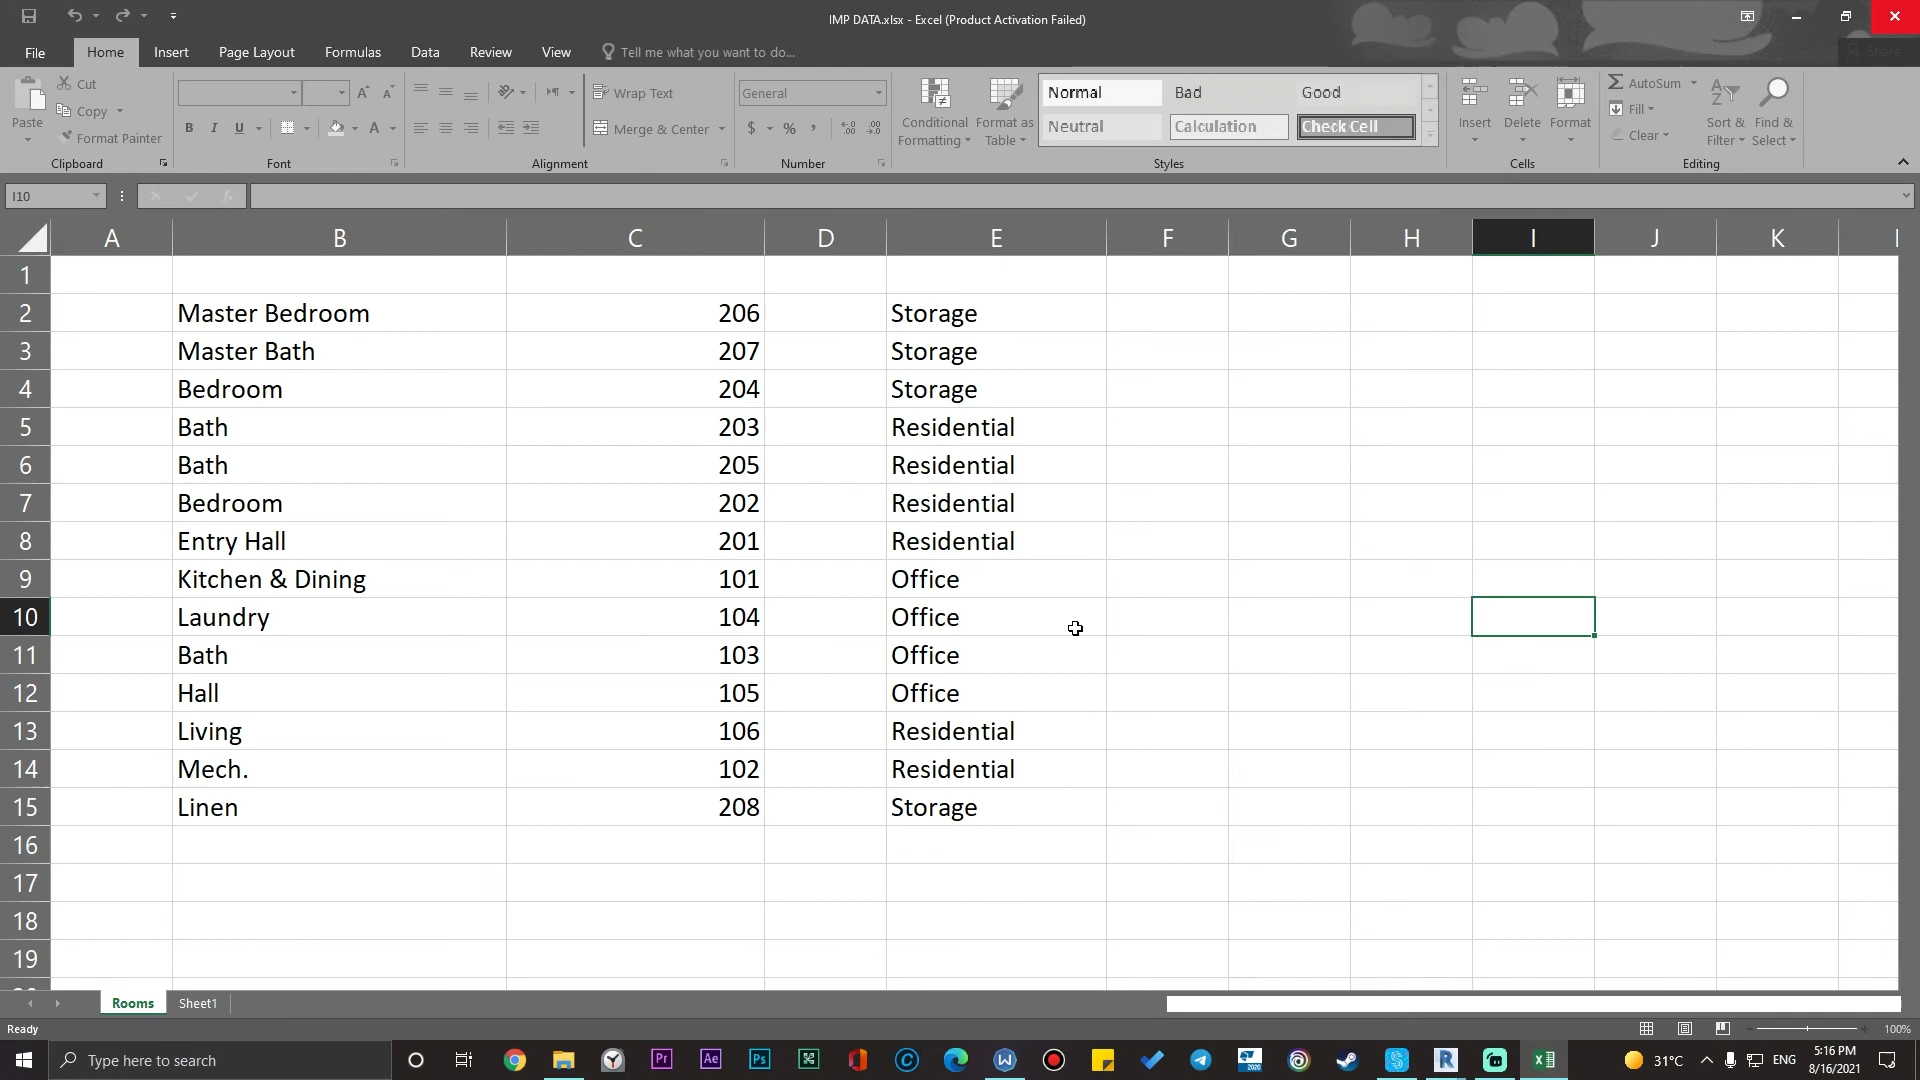 IMP DATA.xlsx - Excel (Product Activation Failed)
File Home Insert Page Layout Formulas Data Review View Tell me what you want to do... Share
Paste
Cut
Copy
Format Painter
Clipboard
B I U A
Font
Wrap Text
Merge & Center
Alignment
General
$ % ,
Number
Conditional Formatting
Format as Table
Normal Bad Good
Neutral Calculation Check Cell
Styles
Insert Delete Format
Cells
AutoSum
Fill
Clear
Sort & Filter
Find & Select
Editing
I10
A B C D E F G H I J K
1
2 Master Bedroom 206 Storage
3 Master Bath 207 Storage
4 Bedroom 204 Storage
5 Bath 203 Residential
6 Bath 205 Residential
7 Bedroom 202 Residential
8 Entry Hall 201 Residential
9 Kitchen & Dining 101 Office
10 Laundry 104 Office
11 Bath 103 Office
12 Hall 105 Office
13 Living 106 Residential
14 Mech. 102 Residential
15 Linen 208 Storage
16
17
18
19
Rooms Sheet1
Ready 100%
Type here to search
Pr Ae Ps 2020 R
31°C ENG
5:16 PM
8/16/2021